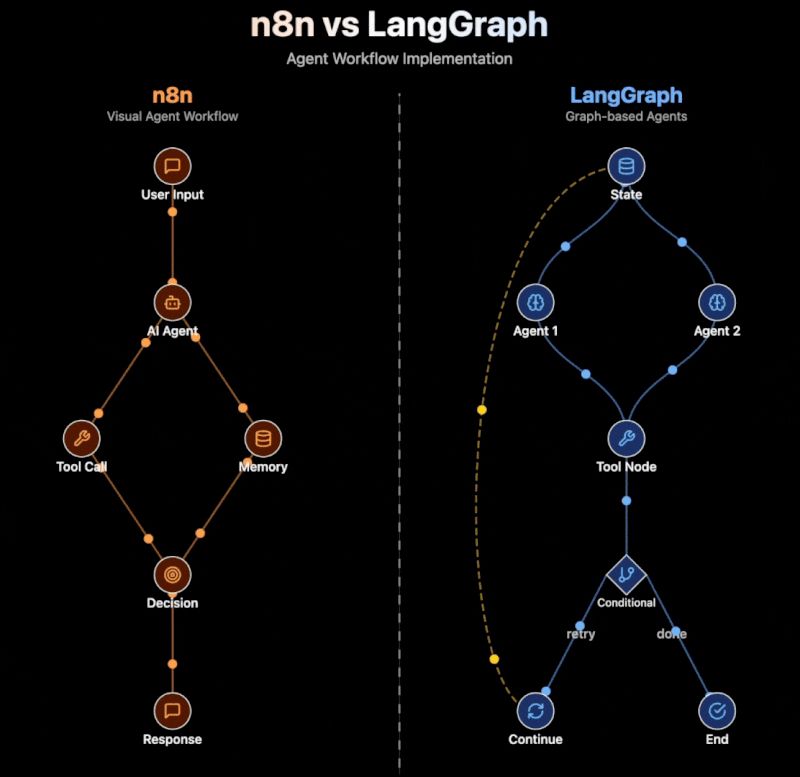 n8n vs LangGraph
Agent Workflow Implementation
n8n
Visual Agent Workflow
User Input
AI Agent
Tool Call
Memory
Decision
Response
LangGraph
Graph-based Agents
State
Agent 1
Agent 2
Tool Node
Conditional
retry
done
Continue
End